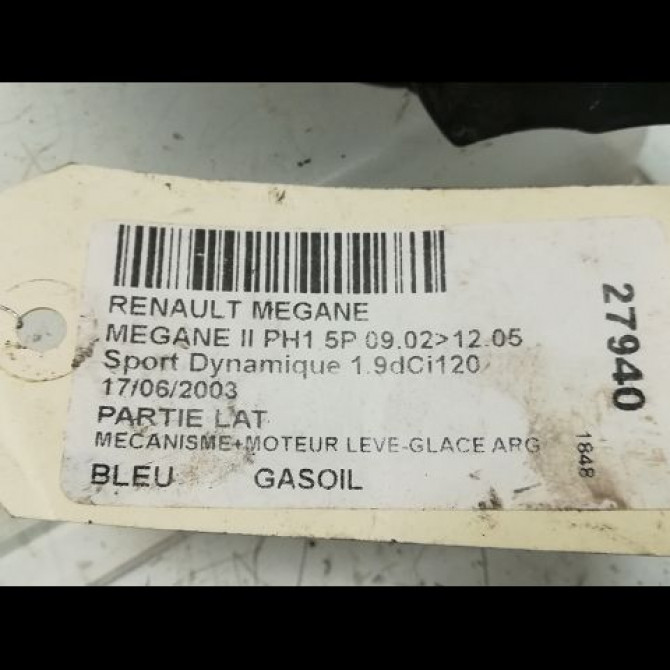 RENAULT MEGANE
MEGANE II PH1 5P 09.02>12.05
Sport Dynamique 1.9dCi120
17/06/2003
PARTIE LAT
MECANISME+MOTEUR LEVE-GLACE ARG
BLEU GASOIL
27940
1848